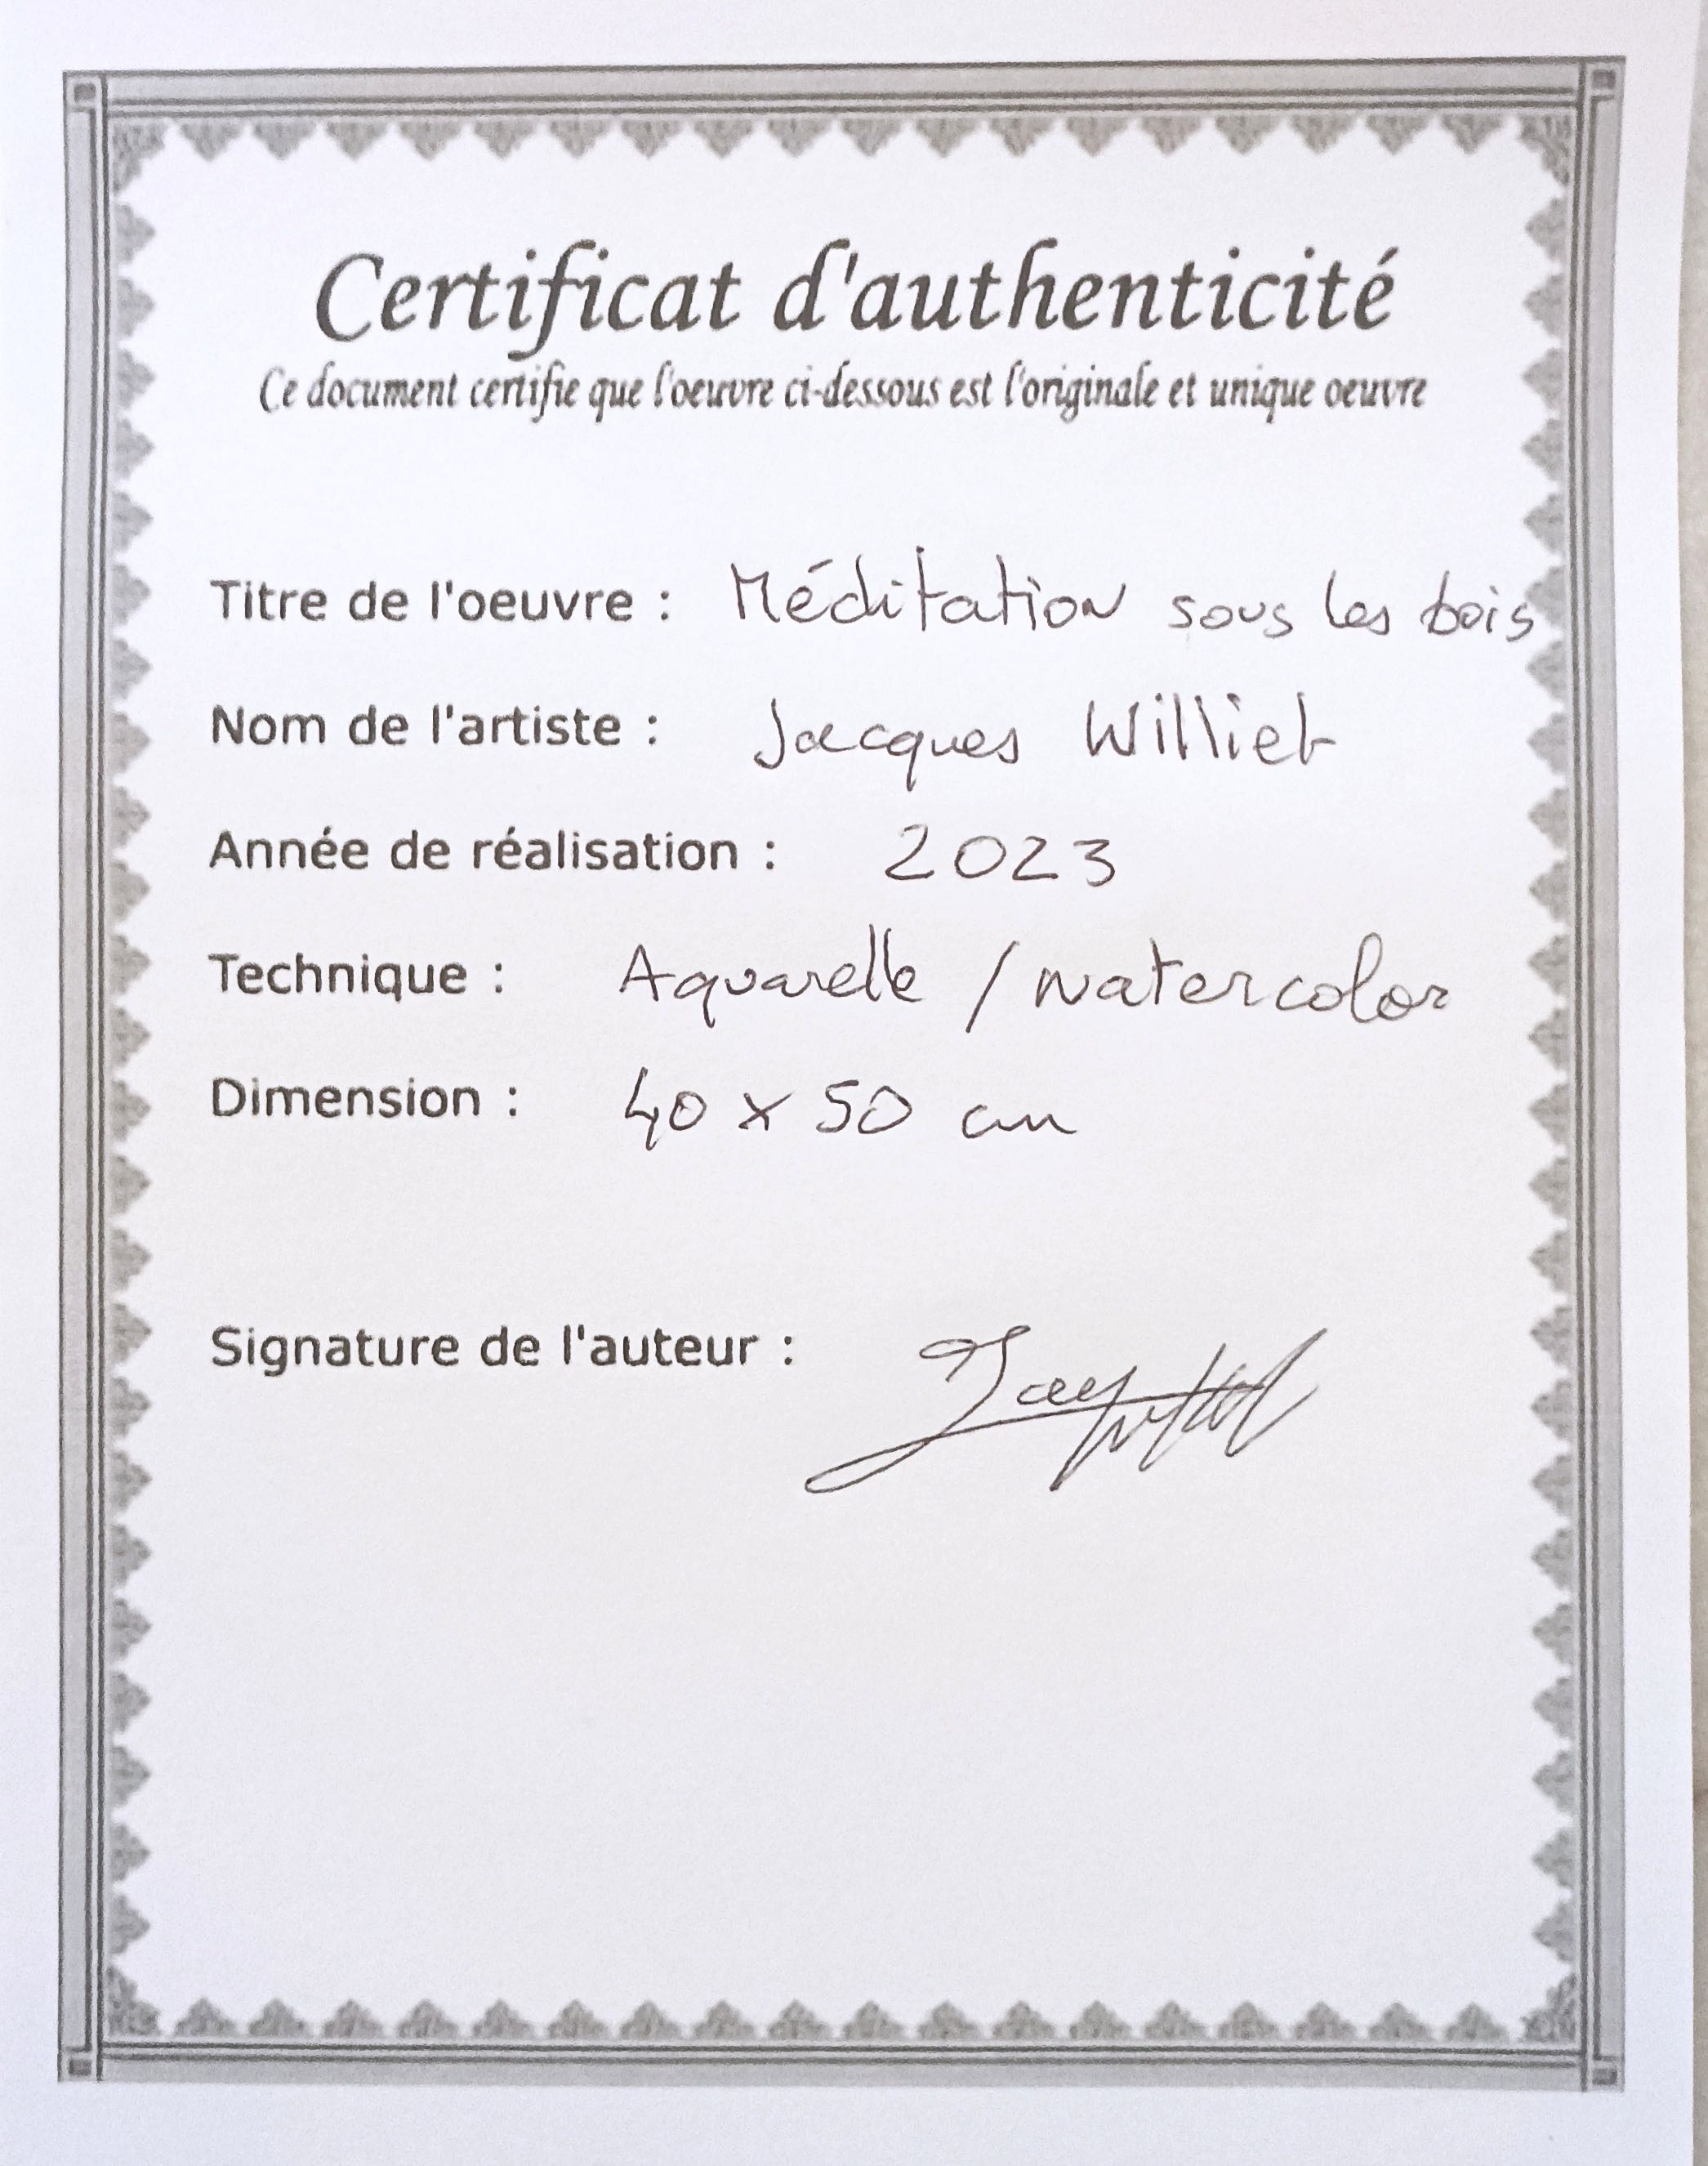 Certificat d'authenticité
Ce document certifie que l'oeuvre ci-dessous est l'originale et unique oeuvre
Titre de l'oeuvre : Méditation sous les bois
Nom de l'artiste : Jacques Williet
Année de réalisation : 2023
Technique : Aquarelle / watercolor
Dimension : 40 x 50 cm
Signature de l'auteur :